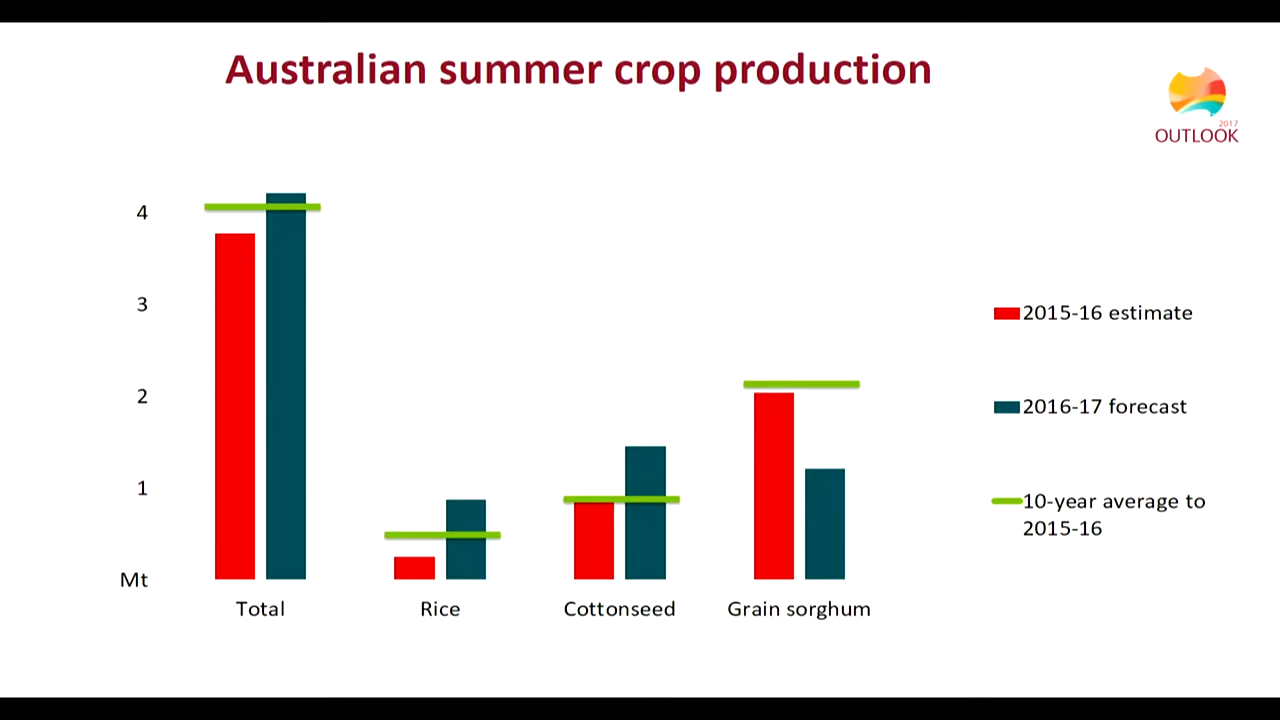 Australian summer crop production
2017
OUTLOOK
4
3
2
1
Mt
Total
Rice
Cottonseed
Grain sorghum
2015-16 estimate
2016-17 forecast
10-year average to
2015-16